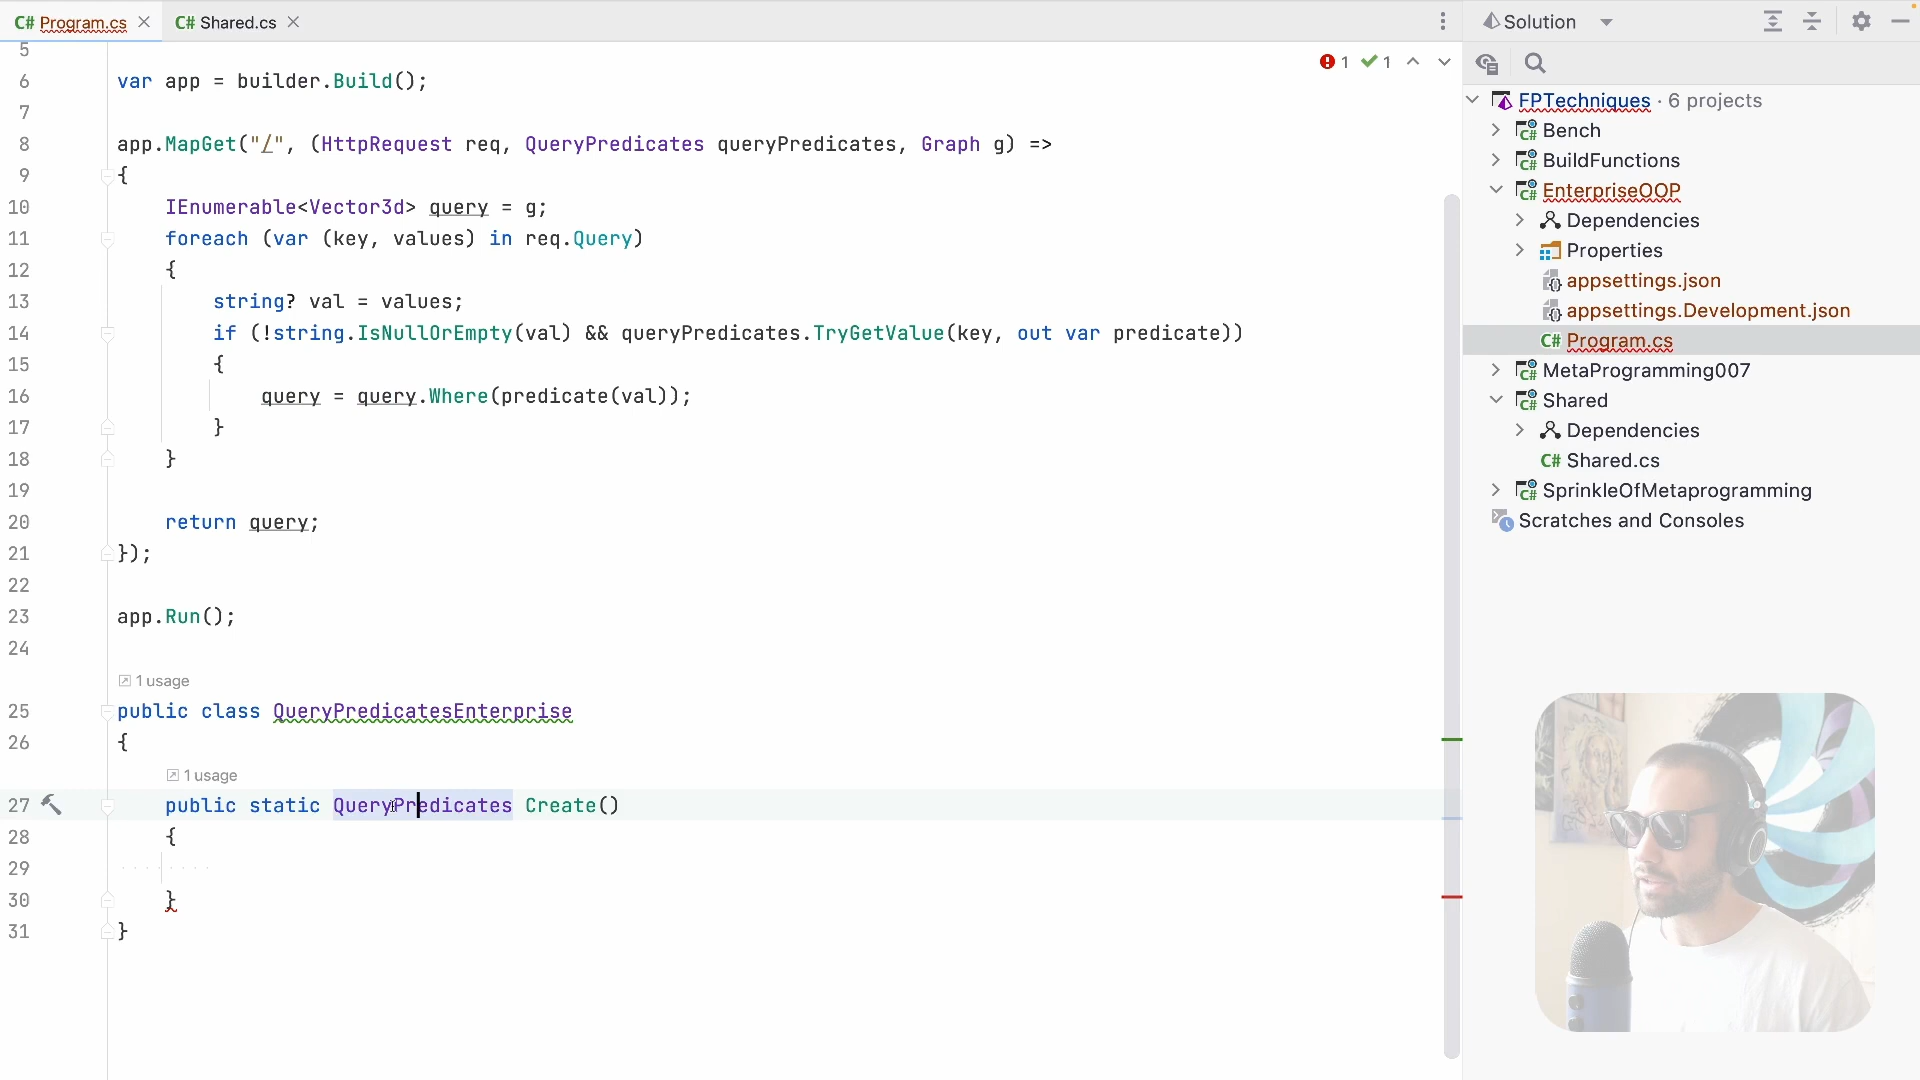 C# Program.cs × C# Shared.cs ×
Solution
5
1 1
6 var app = builder.Build();
7
8 app.MapGet("/", (HttpRequest req, QueryPredicates queryPredicates, Graph g) =>
9 {
10 IEnumerable<Vector3d> query = g;
11 foreach (var (key, values) in req.Query)
12 {
13 string? val = values;
14 if (!string.IsNullOrEmpty(val) && queryPredicates.TryGetValue(key, out var predicate))
15 {
16 query = query.Where(predicate(val));
17 }
18 }
19
20 return query;
21 });
22
23 app.Run();
24
1 usage
25 public class QueryPredicatesEnterprise
26 {
1 usage
27 public static QueryPredicates Create()
28 {
29
30 }
31 }
FPTechniques · 6 projects
C# Bench
C# BuildFunctions
C# EnterpriseOOP
Dependencies
Properties
appsettings.json
appsettings.Development.json
C# Program.cs
C# MetaProgramming007
C# Shared
Dependencies
C# Shared.cs
C# SprinkleOfMetaprogramming
Scratches and Consoles